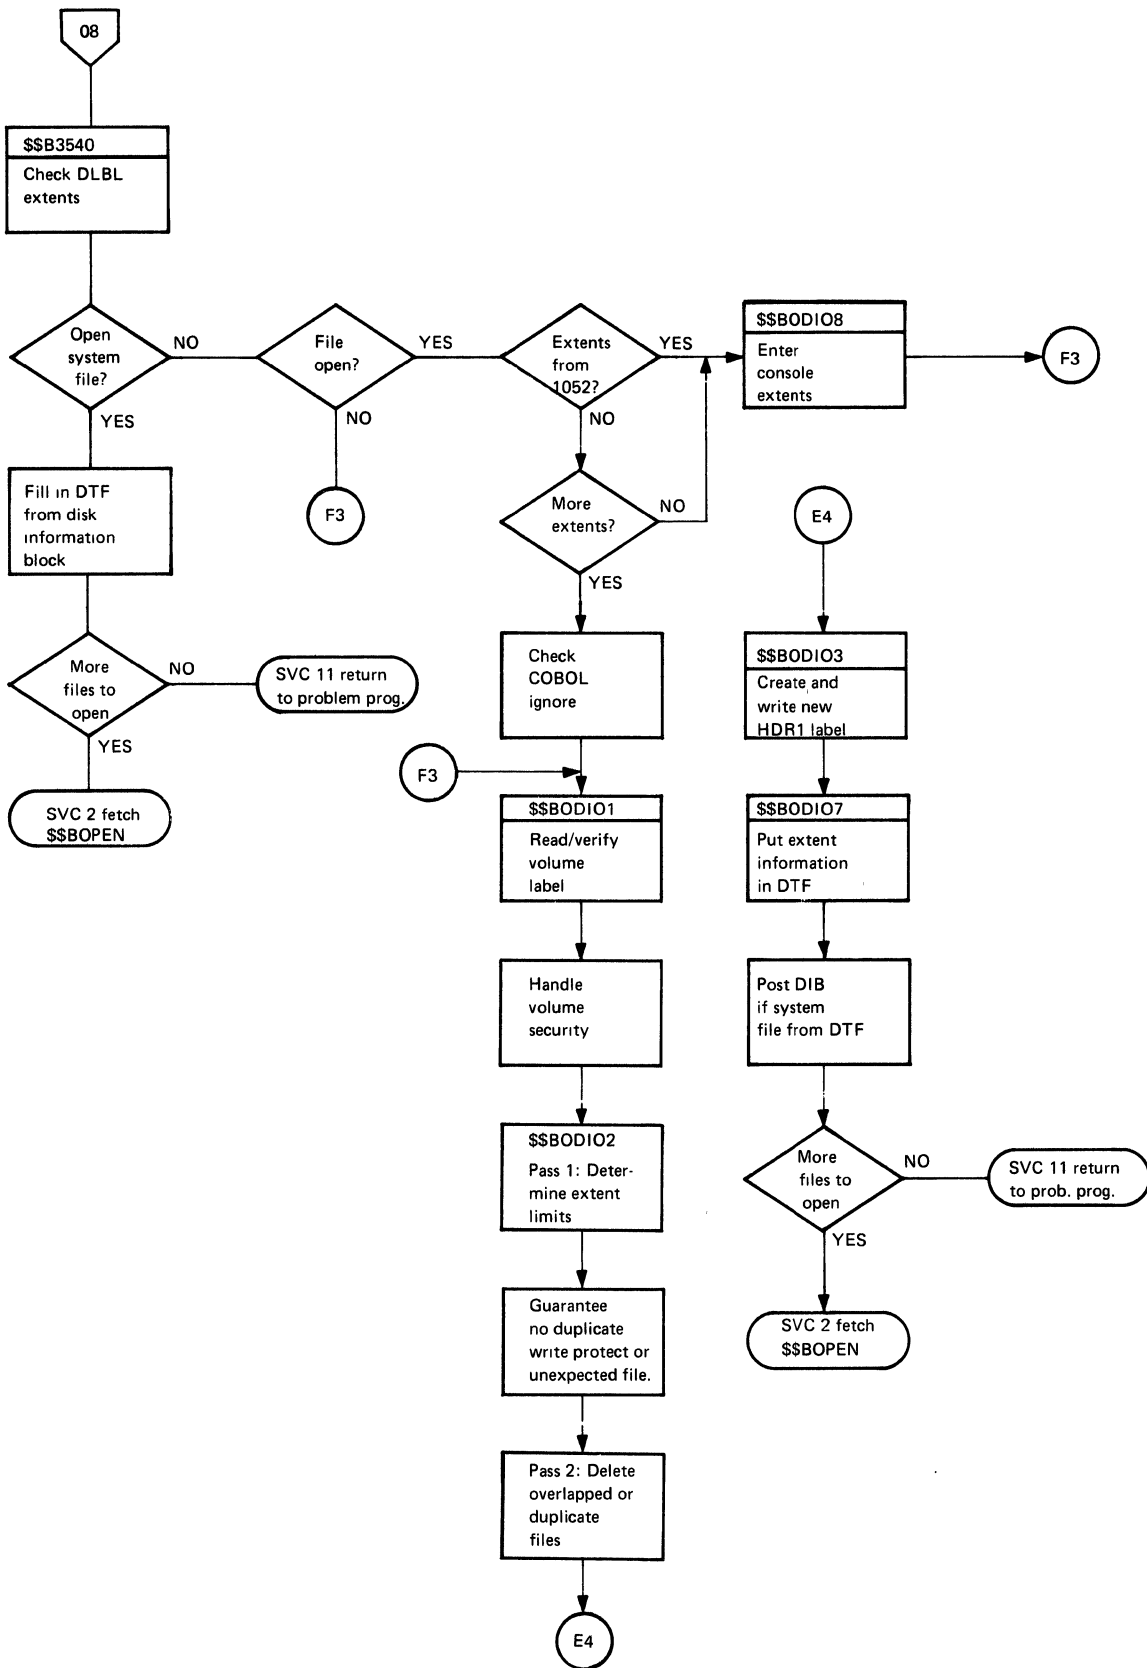 08
$$B3540
Check DLBL
extents
Open
system
file?
NO
YES
File
open?
YES
NO
F3
Extents
from
1052?
YES
NO
$$BODIO8
Enter
console
extents
F3
Fill in DTF
from disk
information
block
More
extents?
NO
YES
E4
More
files to
open
NO
YES
SVC 11 return
to problem prog.
SVC 2 fetch
$$BOPEN
Check
COBOL
ignore
F3
$$BODIO1
Read/verify
volume
label
Handle
volume
security
$$BODIO2
Pass 1: Deter-
mine extent
limits
Guarantee
no duplicate
write protect or
unexpected file.
Pass 2: Delete
overlapped or
duplicate
files
E4
$$BODIO3
Create and
write new
HDR1 label
$$BODIO7
Put extent
information
in DTF
Post DIB
if system
file from DTF
More
files to
open
NO
YES
SVC 11 return
to prob. prog.
SVC 2 fetch
$$BOPEN